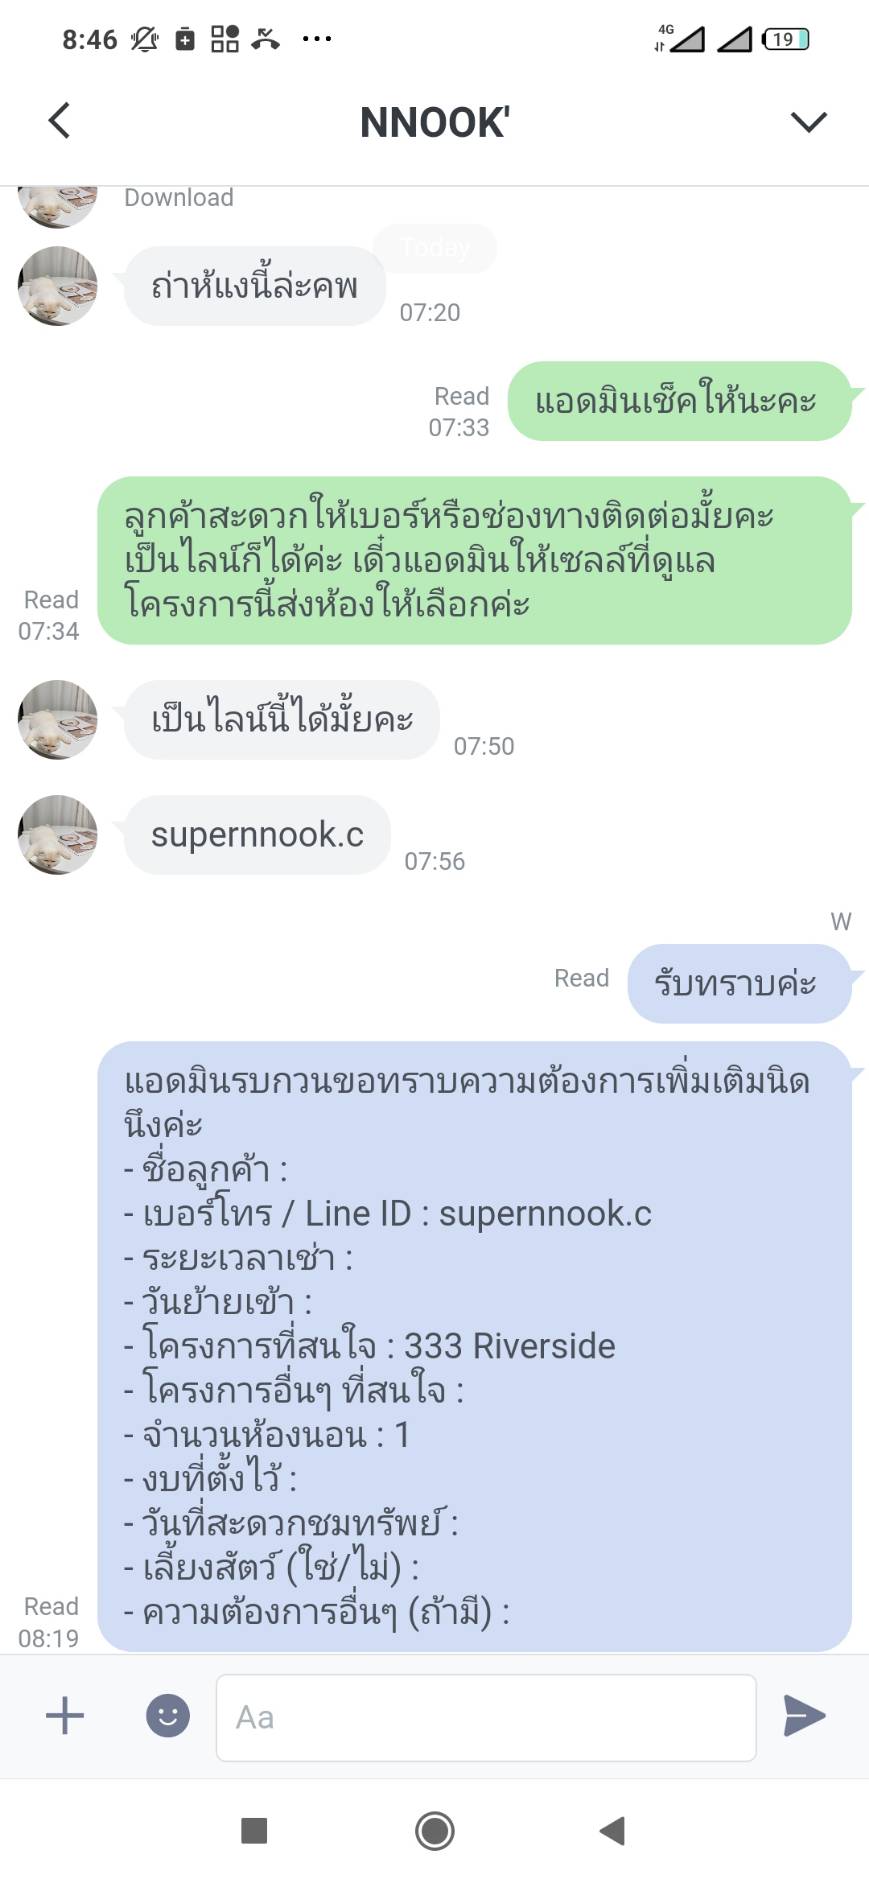 8:46
4G
19
NNOOK'
Download
Today
ถ่าห้แงนี้ล่ะคพ
07:20
แอดมินเช็คให้นะคะ
Read
07:33
ลูกค้าสะดวกให้เบอร์หรือช่องทางติดต่อมั้ยคะ
เป็นไลน์ก็ได้ค่ะ เดี๋วแอดมินให้เซลล์ที่ดูแล
โครงการนี้ส่งห้องให้เลือกค่ะ
Read
07:34
เป็นไลน์นี้ได้มั้ยคะ
07:50
supernnook.c
07:56
W
Read
รับทราบค่ะ
แอดมินรบกวนขอทราบความต้องการเพิ่มเติมนิด
นึงค่ะ
- ชื่อลูกค้า :
- เบอร์โทร / Line ID : supernnook.c
- ระยะเวลาเช่า :
- วันย้ายเข้า :
- โครงการที่สนใจ : 333 Riverside
- โครงการอื่นๆ ที่สนใจ :
- จำนวนห้องนอน : 1
- งบที่ตั้งไว้ :
- วันที่สะดวกชมทรัพย์ :
- เลี้ยงสัตว์ (ใช่/ไม่) :
- ความต้องการอื่นๆ (ถ้ามี) :
Read
08:19
Aa